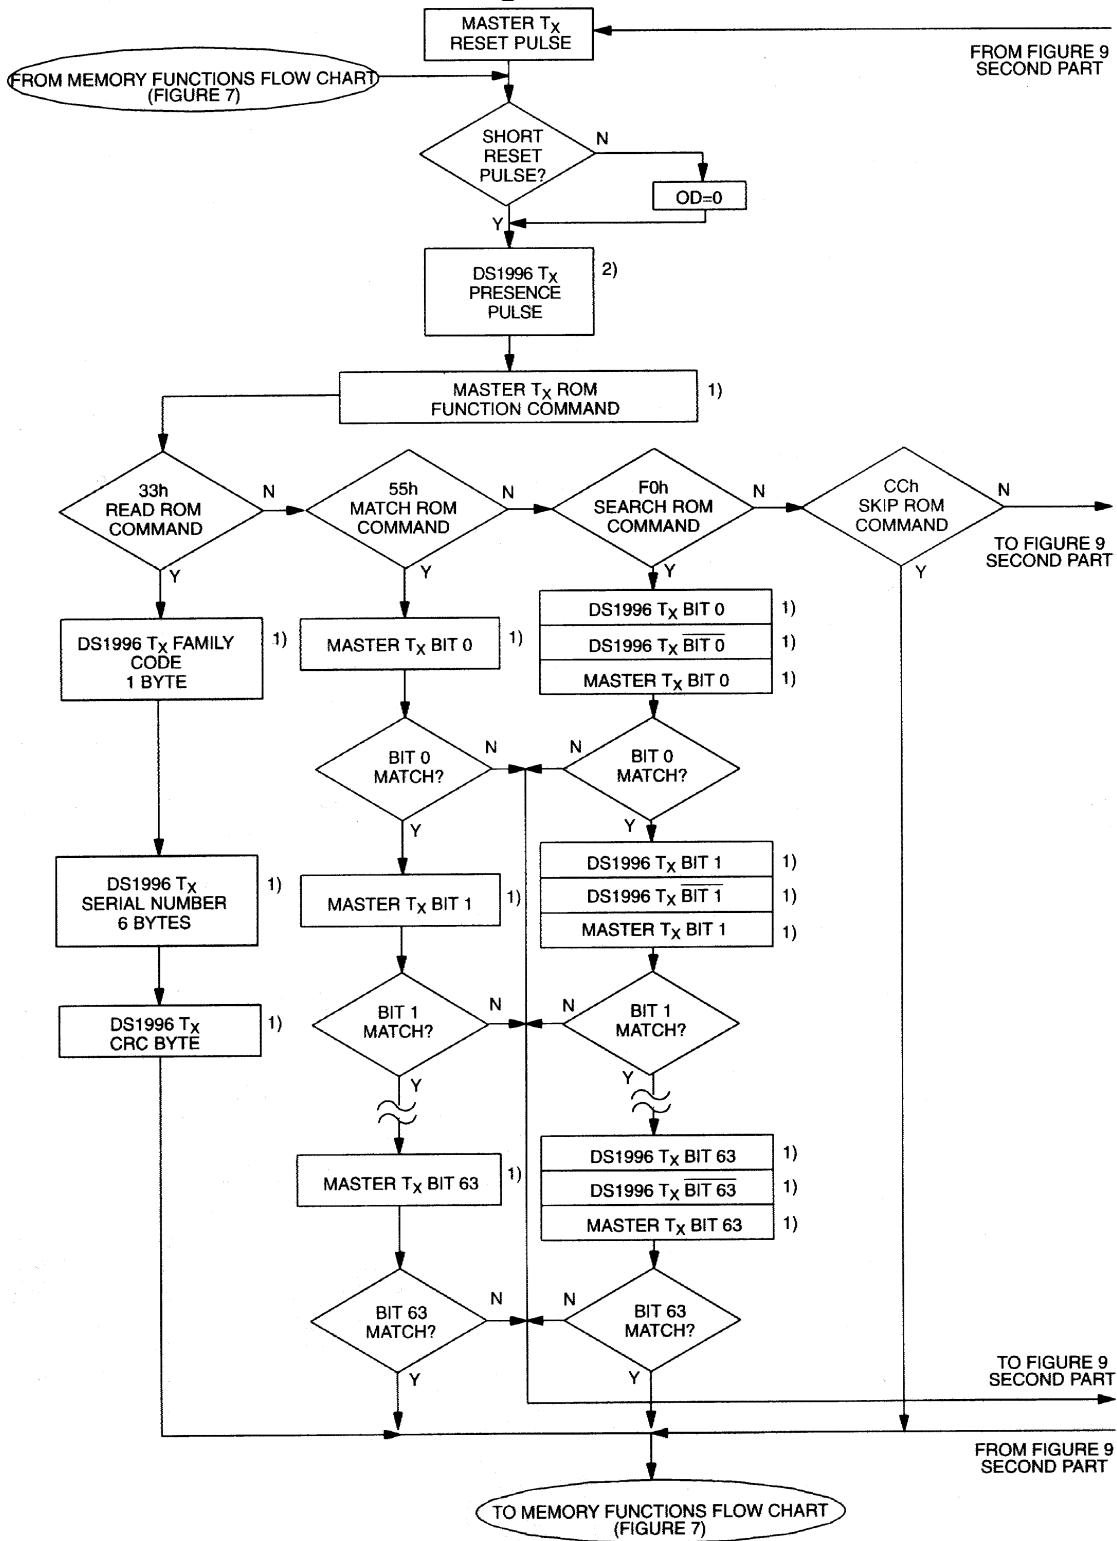 MASTER TX
RESET PULSE
FROM FIGURE 9
SECOND PART
FROM MEMORY FUNCTIONS FLOW CHART
(FIGURE 7)
SHORT
RESET
PULSE?
N
OD=0
Y
DS1996 TX
PRESENCE
PULSE
2)
MASTER TX ROM
FUNCTION COMMAND
1)
33h
READ ROM
COMMAND
N
Y
55h
MATCH ROM
COMMAND
N
Y
F0h
SEARCH ROM
COMMAND
N
Y
CCh
SKIP ROM
COMMAND
N
Y
TO FIGURE 9
SECOND PART
DS1996 TX FAMILY
CODE
1 BYTE
1)
MASTER TX BIT 0
1)
DS1996 TX BIT 0
1)
DS1996 TX BIT 0
1)
MASTER TX BIT 0
1)
BIT 0
MATCH?
N
Y
N
BIT 0
MATCH?
Y
DS1996 TX
SERIAL NUMBER
6 BYTES
1)
MASTER TX BIT 1
1)
DS1996 TX BIT 1
1)
DS1996 TX BIT 1
1)
MASTER TX BIT 1
1)
DS1996 TX
CRC BYTE
1)
BIT 1
MATCH?
N
Y
N
BIT 1
MATCH?
Y
MASTER TX BIT 63
1)
DS1996 TX BIT 63
1)
DS1996 TX BIT 63
1)
MASTER TX BIT 63
1)
BIT 63
MATCH?
N
Y
N
BIT 63
MATCH?
Y
TO FIGURE 9
SECOND PART
FROM FIGURE 9
SECOND PART
TO MEMORY FUNCTIONS FLOW CHART
(FIGURE 7)